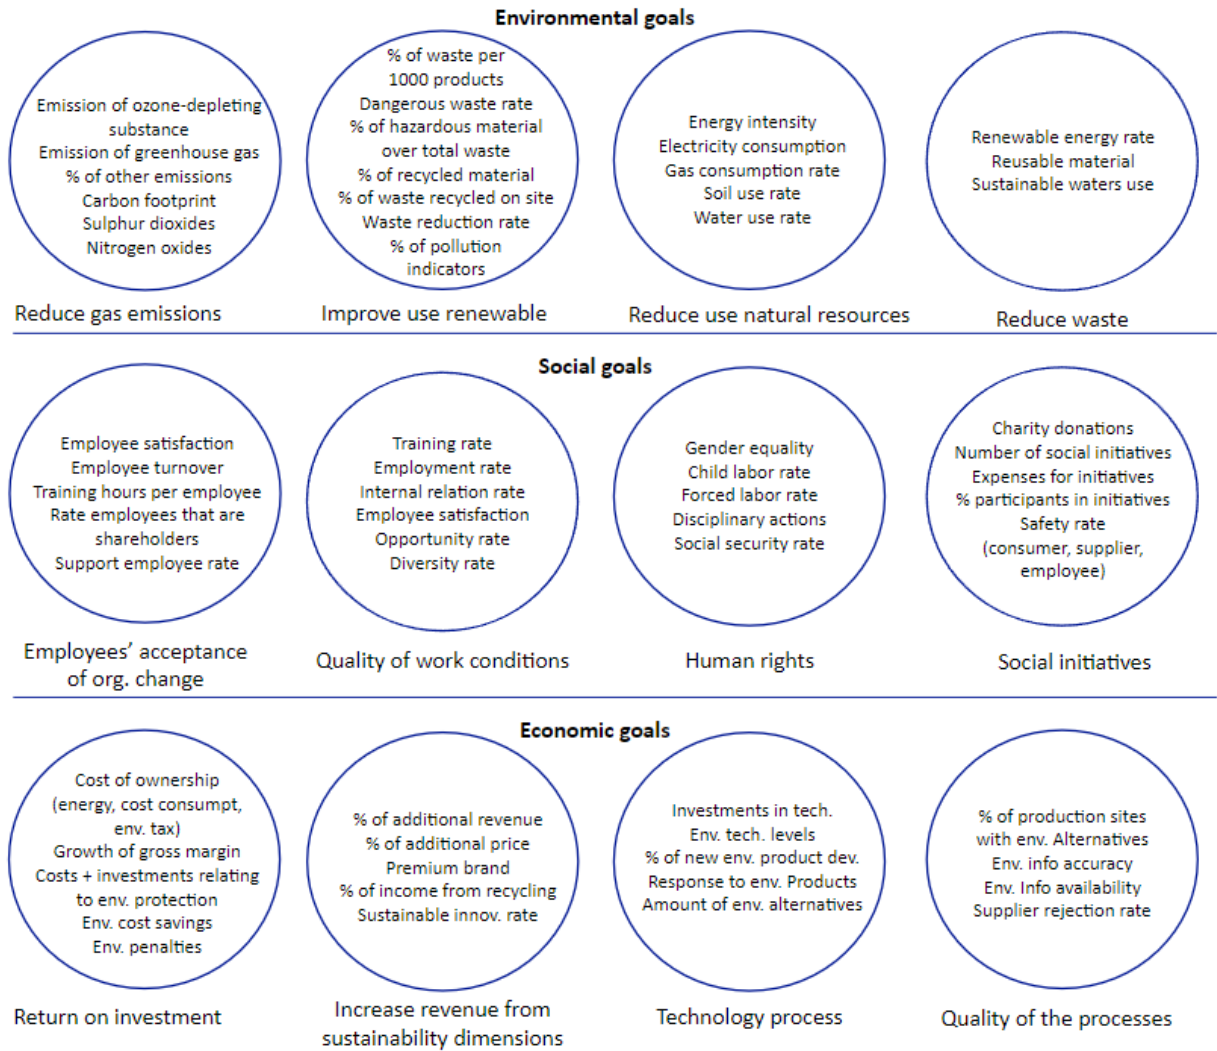 Environmental goals
Emission of ozone-depleting
substance
Emission of greenhouse gas
% of other emissions
Carbon footprint
Sulphur dioxides
Nitrogen oxides
Reduce gas emissions
% of waste per
1000 products
Dangerous waste rate
% of hazardous material
over total waste
% of recycled material
% of waste recycled on site
Waste reduction rate
% of pollution
indicators
Improve use renewable
Energy intensity
Electricity consumption
Gas consumption rate
Soil use rate
Water use rate
Reduce use natural resources
Renewable energy rate
Reusable material
Sustainable waters use
Reduce waste
Social goals
Employee satisfaction
Employee turnover
Training hours per employee
Rate employees that are
shareholders
Support employee rate
Employees' acceptance
of org. change
Training rate
Employment rate
Internal relation rate
Employee satisfaction
Opportunity rate
Diversity rate
Quality of work conditions
Gender equality
Child labor rate
Forced labor rate
Disciplinary actions
Social security rate
Human rights
Charity donations
Number of social initiatives
Expenses for initiatives
% participants in initiatives
Safety rate
(consumer, supplier,
employee)
Social initiatives
Economic goals
Cost of ownership
(energy, cost consumpt,
env. tax)
Growth of gross margin
Costs + investments relating
to env. protection
Env. cost savings
Env. penalties
Return on investment
% of additional revenue
% of additional price
Premium brand
% of income from recycling
Sustainable innov. rate
Increase revenue from
sustainability dimensions
Investments in tech.
Env. tech. levels
% of new env. product dev.
Response to env. Products
Amount of env. alternatives
Technology process
% of production sites
with env. Alternatives
Env. info accuracy
Env. Info availability
Supplier rejection rate
Quality of the processes